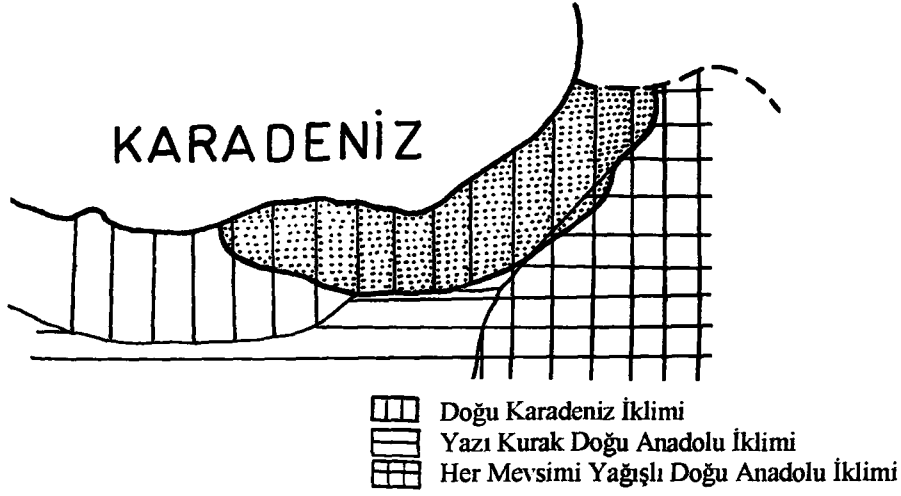 KARADENİZ
Doğu Karadeniz İklimi
Yazı Kurak Doğu Anadolu İklimi
Her Mevsimi Yağışlı Doğu Anadolu İklimi